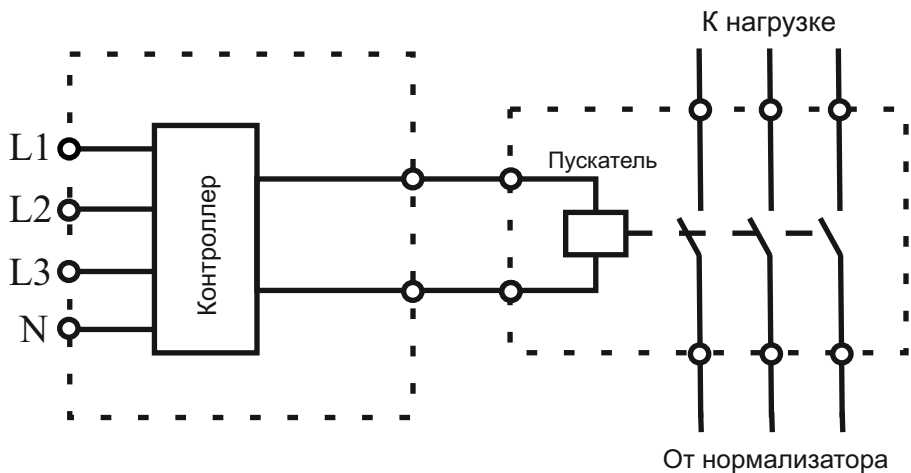 К нагрузке
L1
L2
L3
N
Контроллер
Пускатель
От нормализатора